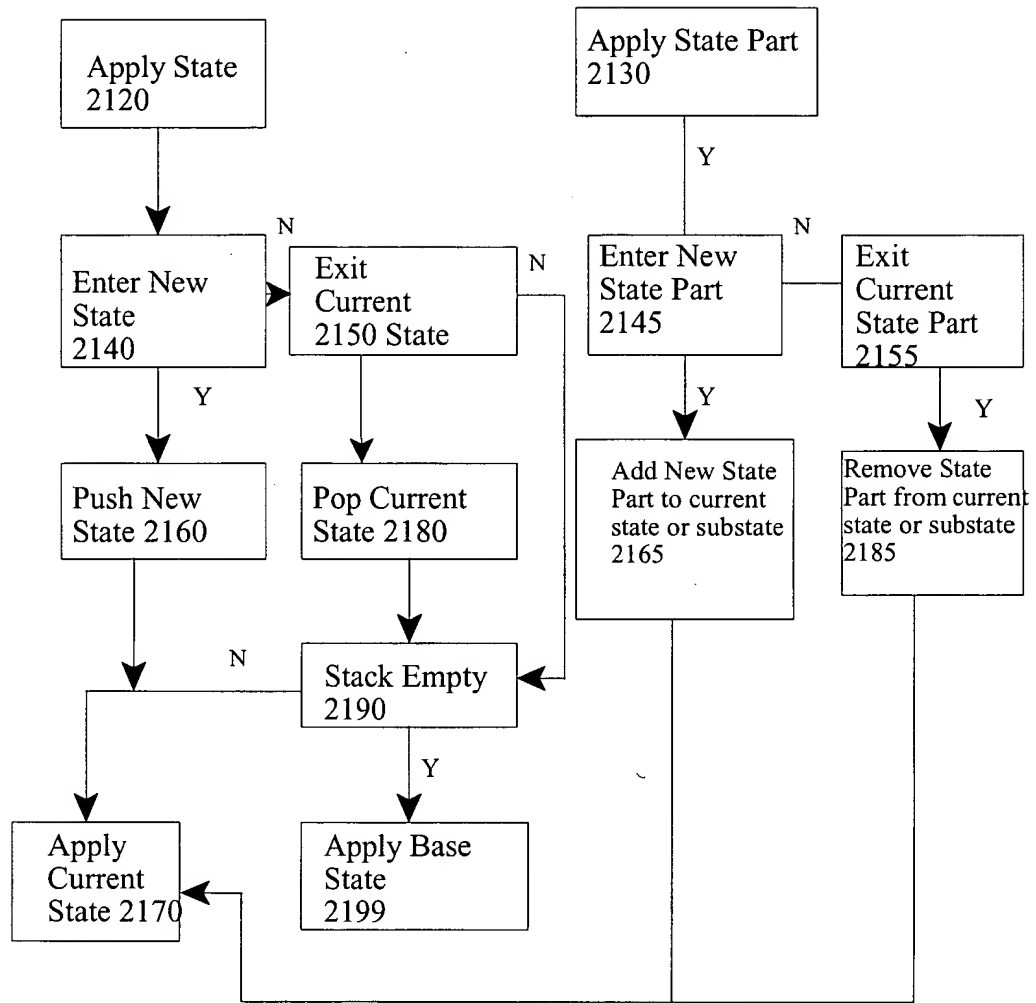 Apply State
2120
Apply State Part
2130
Y
Enter New
State
2140
N
Exit
Current
2150 State
N
Enter New
State Part
2145
N
Exit
Current
State Part
2155
Y
Y
Y
Push New
State 2160
Pop Current
State 2180
Add New State
Part to current
state or substate
2165
Remove State
Part from current
state or substate
2185
N
Stack Empty
2190
Y
Apply
Current
State 2170
Apply Base
State
2199